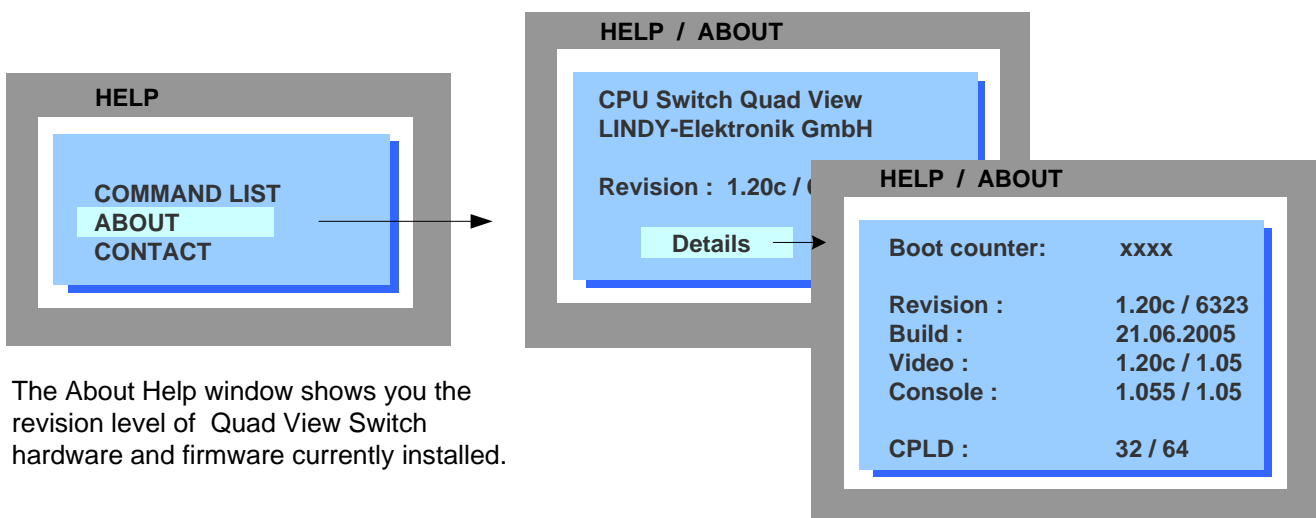 HELP
COMMAND LIST
ABOUT
CONTACT
The About Help window shows you the
revision level of Quad View Switch
hardware and firmware currently installed.
HELP / ABOUT
CPU Switch Quad View
LINDY-Elektronik GmbH
Revision : 1.20c /
Details
HELP / ABOUT
Boot counter: xxxx
Revision : 1.20c / 6323
Build : 21.06.2005
Video : 1.20c / 1.05
Console : 1.055 / 1.05
CPLD : 32 / 64